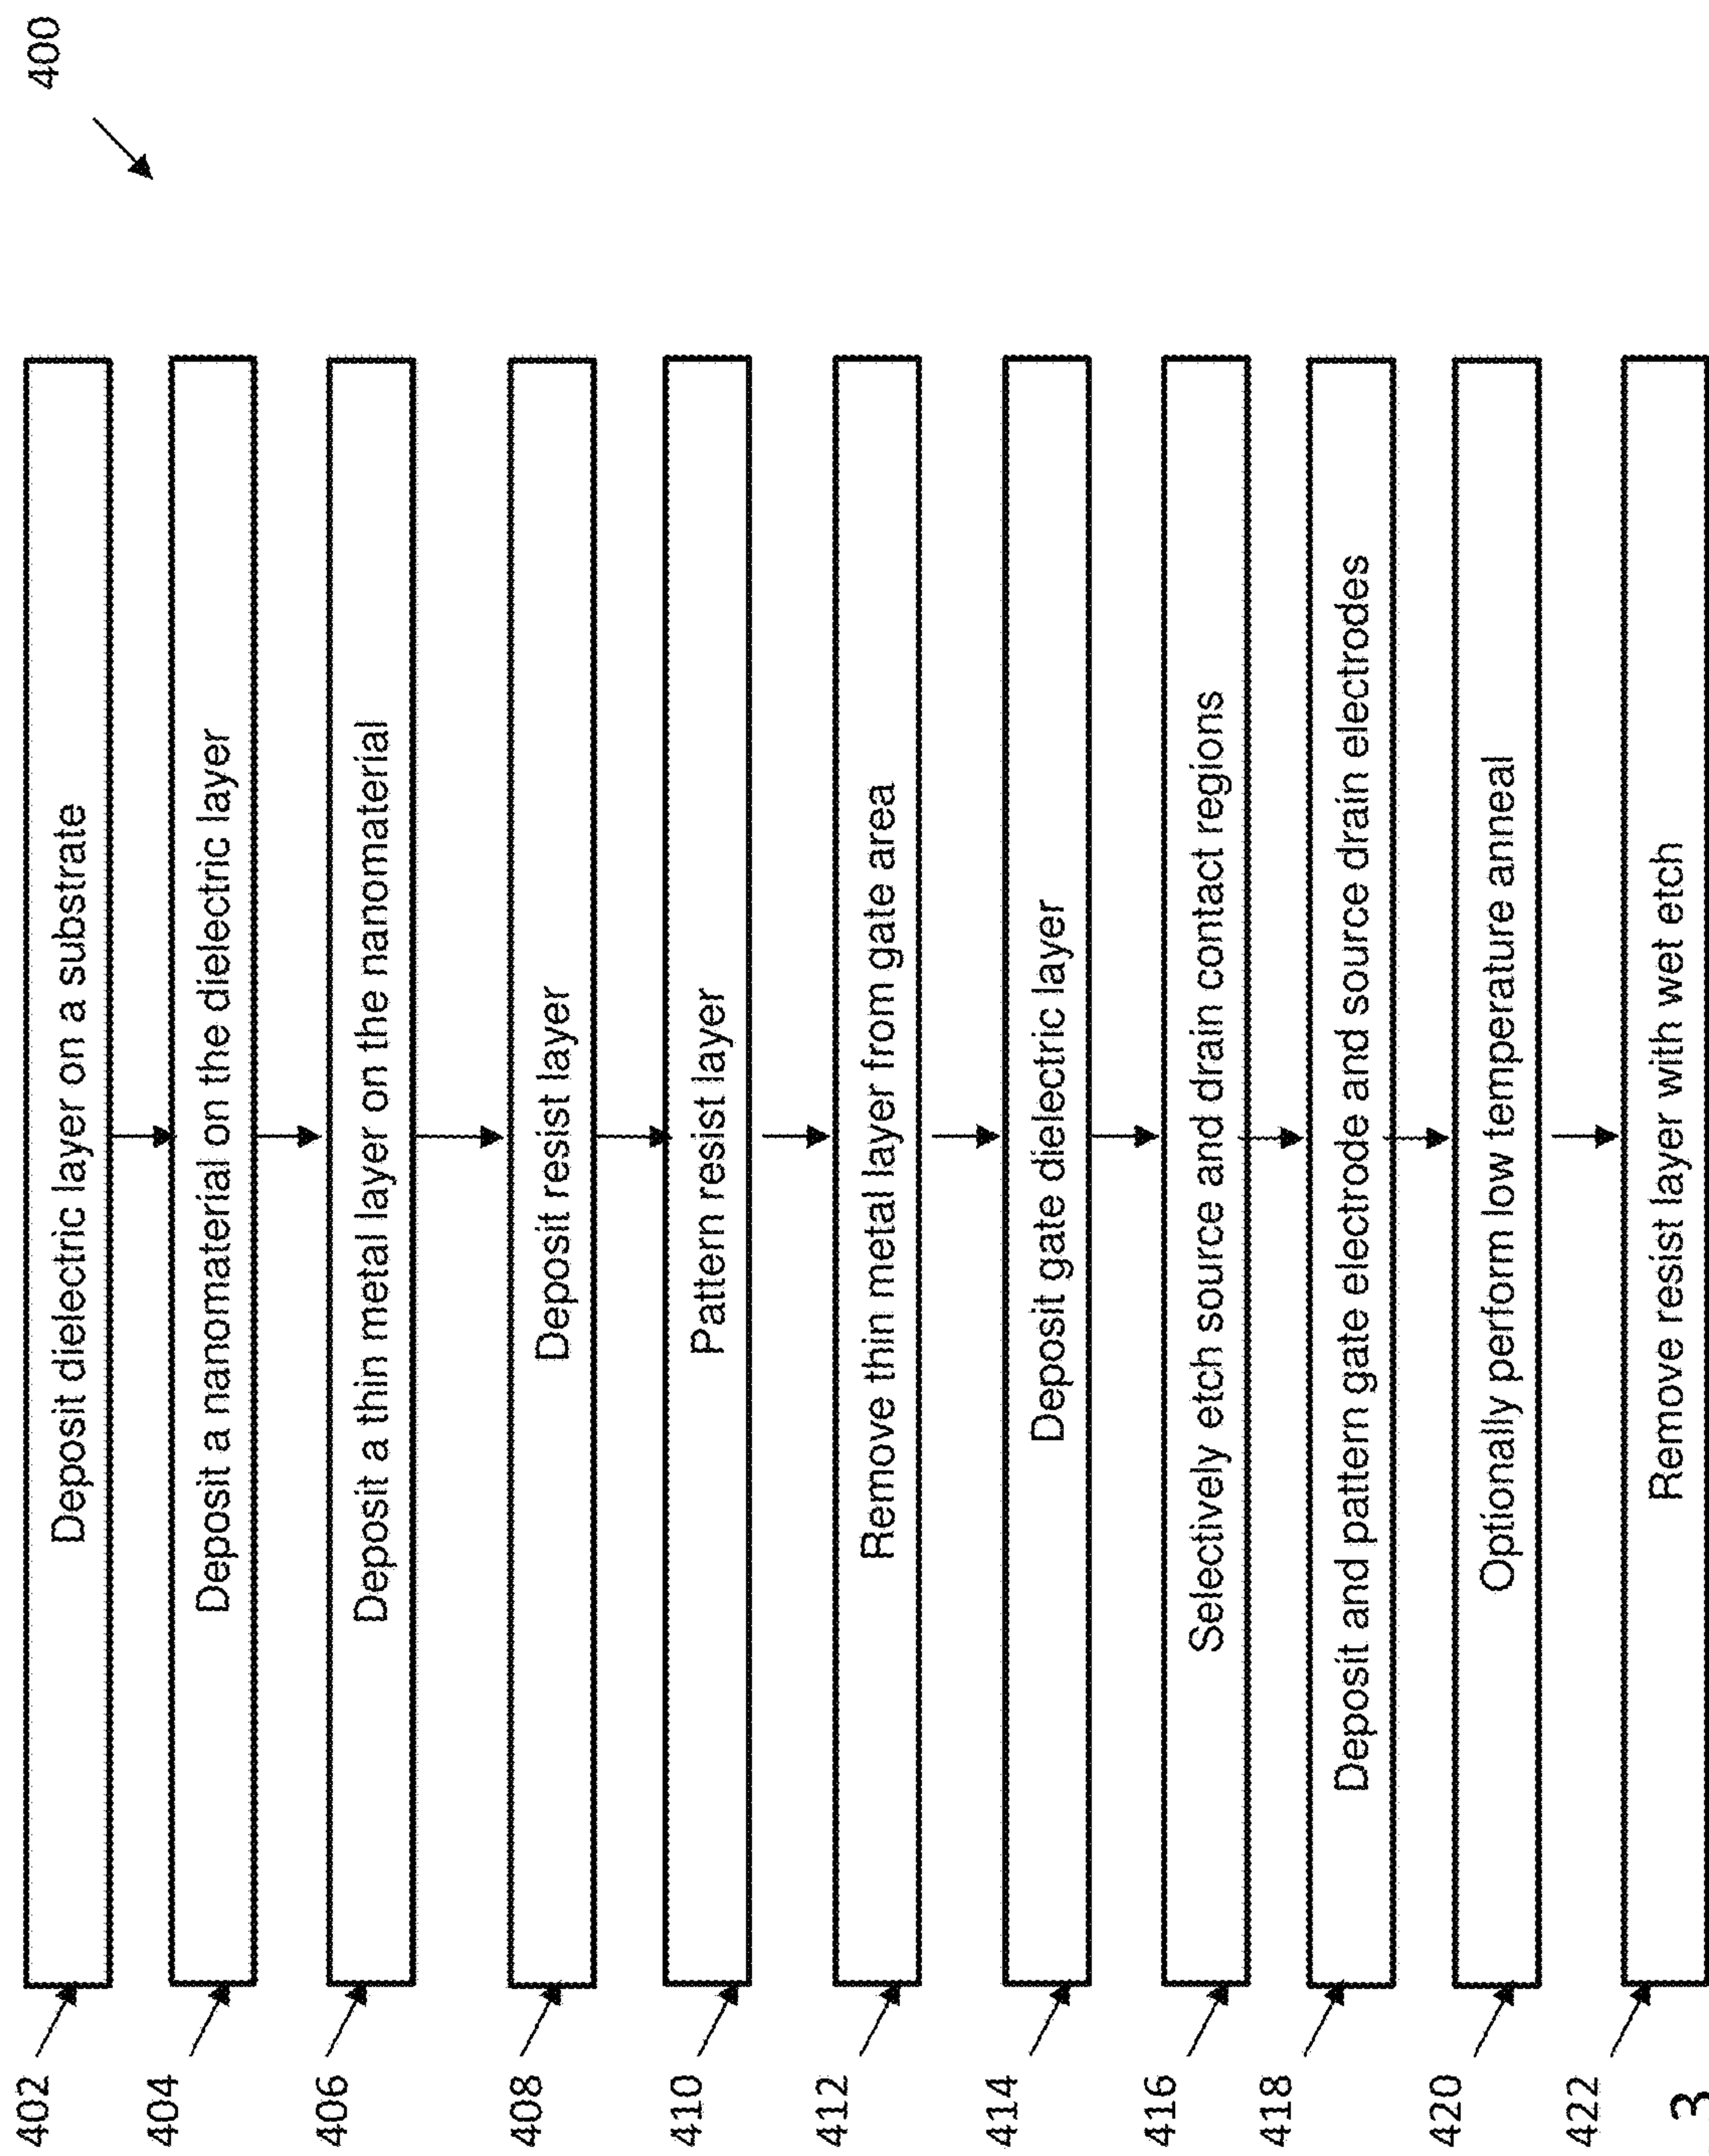 400
402
Deposit dielectric layer on a substrate
404
Deposit a nanomaterial on the dielectric layer
406
Deposit a thin metal layer on the nanomaterial
408
Deposit resist layer
410
Pattern resist layer
412
Remove thin metal layer from gate area
414
Deposit gate dielectric layer
416
Selectively etch source and drain contact regions
418
Deposit and pattern gate electrode and source drain electrodes
420
Optionally perform low temperature anneal
422
Remove resist layer with wet etch
3